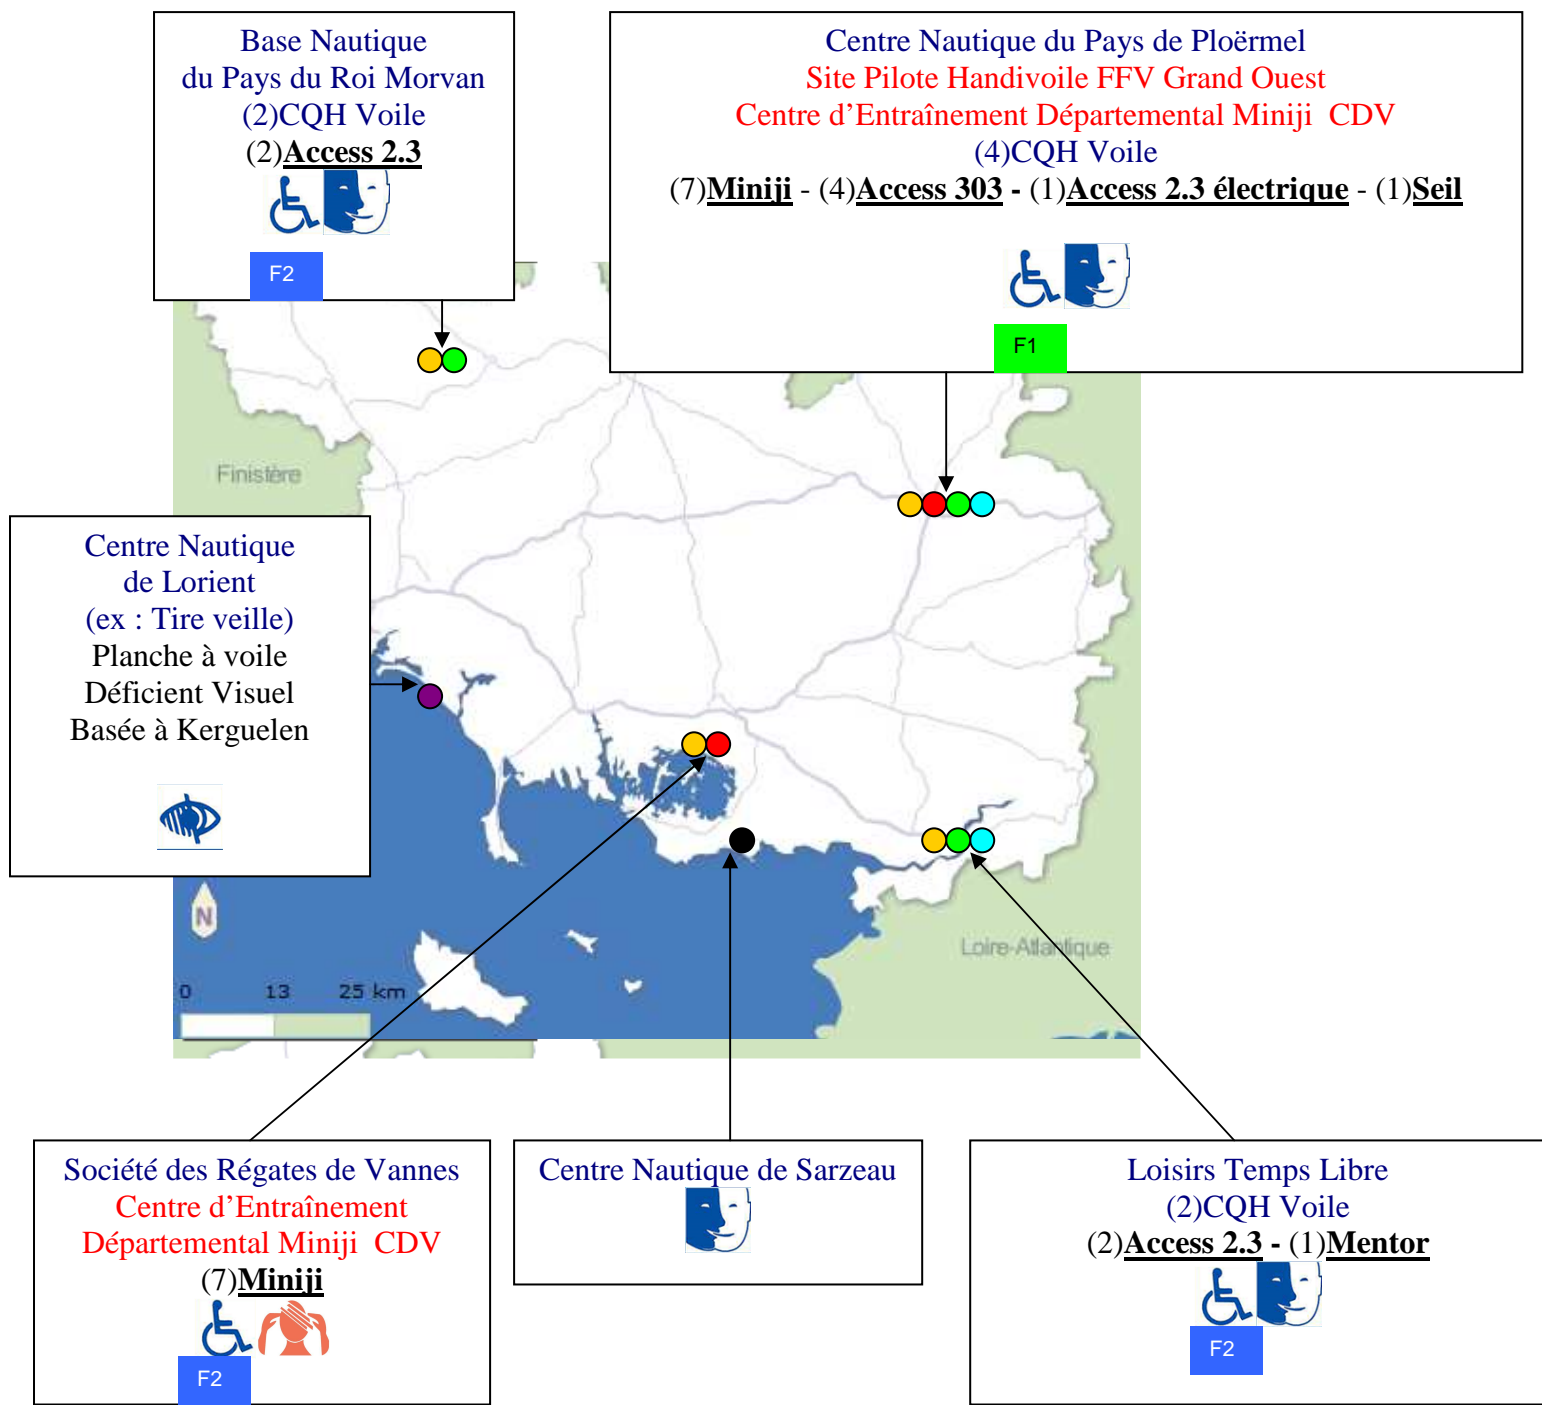 Base Nautique
du Pays du Roi Morvan
(2)CQH Voile
(2)Access 2.3
F2
Centre Nautique du Pays de Ploërmel
Site Pilote Handivoile FFV Grand Ouest
Centre d’Entraînement Départemental Miniji  CDV
(4)CQH Voile
(7)Miniji - (4)Access 303 - (1)Access 2.3 électrique - (1)Seil
F1
Finistère
Centre Nautique
de Lorient
(ex : Tire veille)
Planche à voile
Déficient Visuel
Basée à Kerguelen
N
Loire-Atlantique
0 13 25 km
Société des Régates de Vannes
Centre d’Entraînement
Départemental Miniji  CDV
(7)Miniji
F2
Centre Nautique de Sarzeau
Loisirs Temps Libre
(2)CQH Voile
(2)Access 2.3 - (1)Mentor
F2